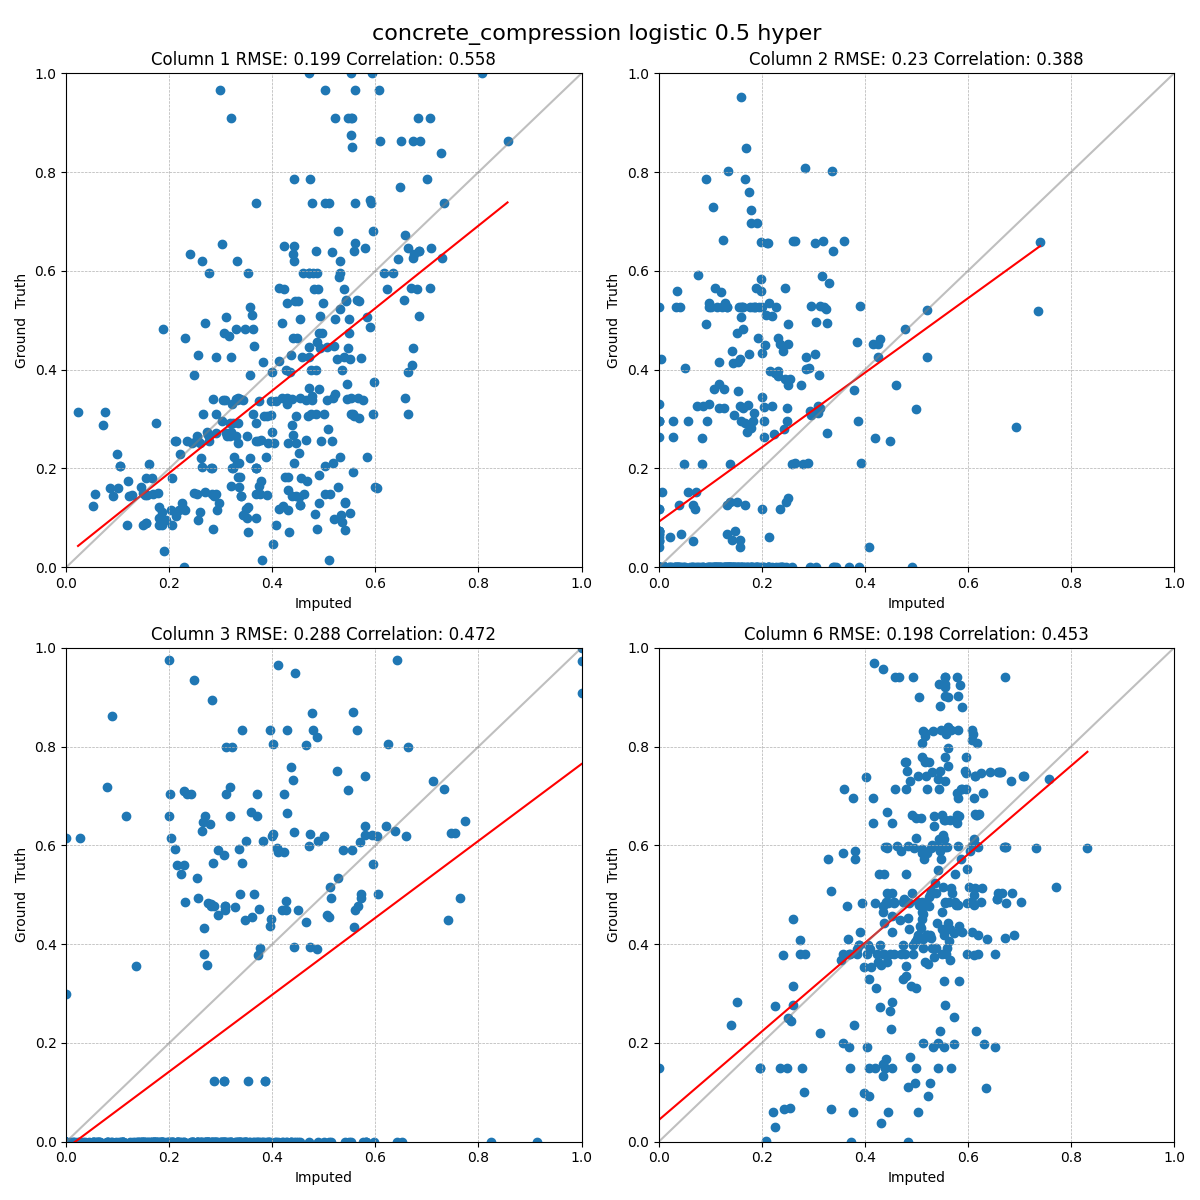 concrete_compression logistic 0.5 hyper
Column 1 RMSE: 0.199 Correlation: 0.558
Column 2 RMSE: 0.23 Correlation: 0.388
1.0
0.8
0.6
0.4
0.2
0.0
Ground Truth
0.0 0.2 0.4 0.6 0.8 1.0
Imputed
1.0
0.8
0.6
0.4
0.2
0.0
Ground Truth
0.0 0.2 0.4 0.6 0.8 1.0
Imputed
Column 3 RMSE: 0.288 Correlation: 0.472
Column 6 RMSE: 0.198 Correlation: 0.453
1.0
0.8
0.6
0.4
0.2
0.0
Ground Truth
0.0 0.2 0.4 0.6 0.8 1.0
Imputed
1.0
0.8
0.6
0.4
0.2
0.0
Ground Truth
0.0 0.2 0.4 0.6 0.8 1.0
Imputed